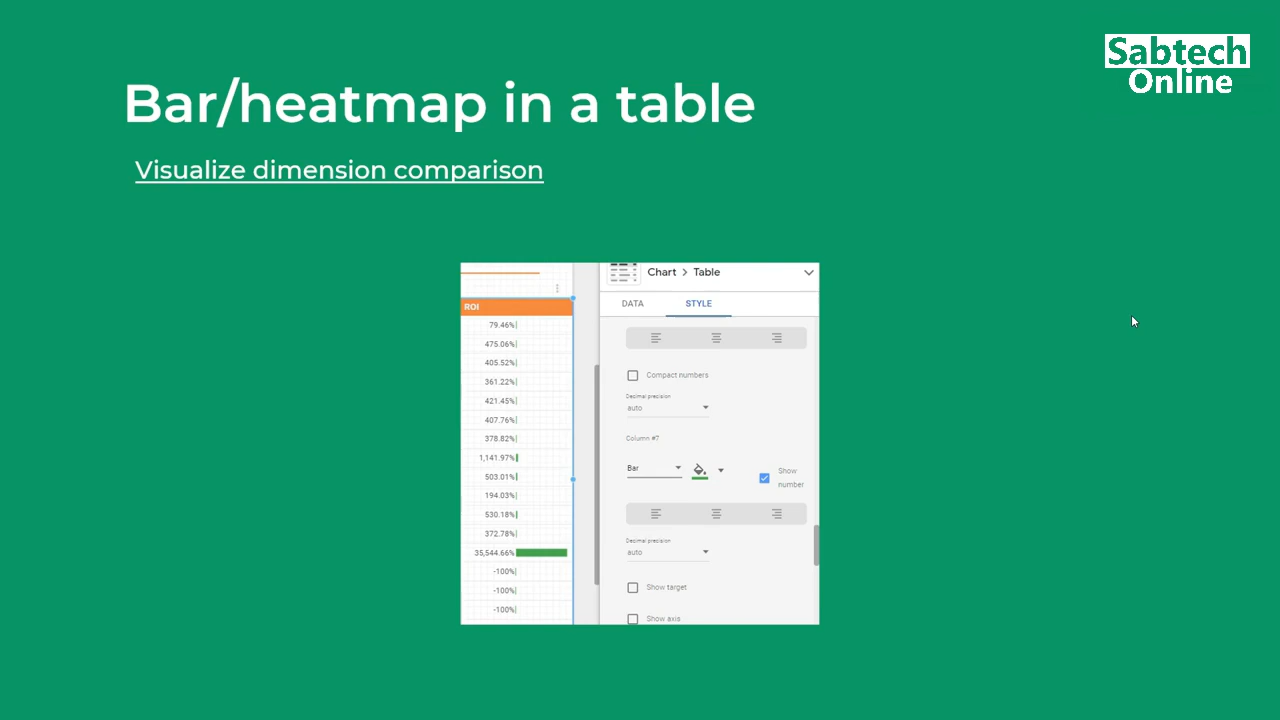 Sabtech
Online
Bar/heatmap in a table
Visualize dimension comparison
Chart > Table
DATA STYLE
ROI
79.46%
475.06%
405.52%
361.22%
421.45%
407.76%
378.82%
1,141.97%
503.01%
194.03%
530.18%
372.78%
35,544.66%
-100%
-100%
-100%
Compact numbers
Decimal precision
auto
Column #7
Bar
Show
number
Decimal precision
auto
Show target
Show axis